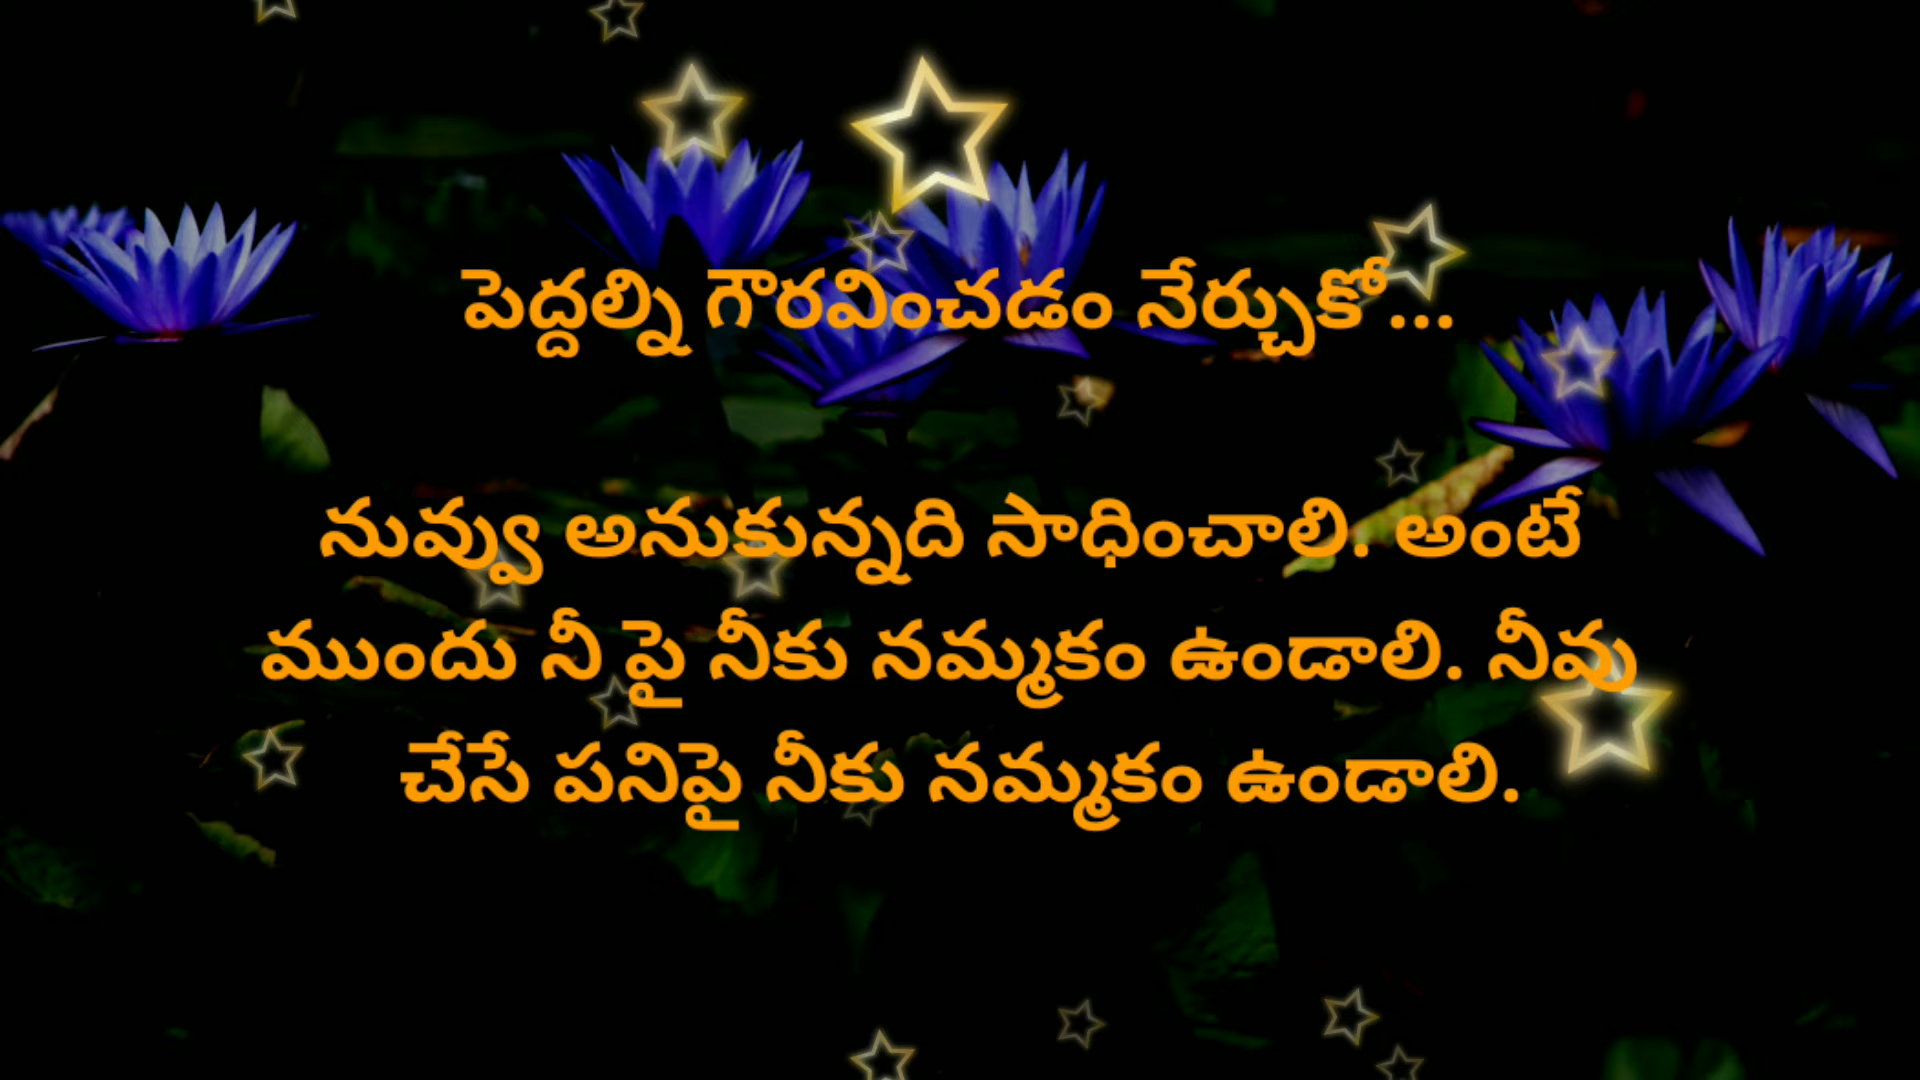 పెద్దల్ని గౌరవించడం నేర్చుకో...
నువ్వు అనుకున్నది సాధించాలి. అంటే
ముందు నీ పై నీకు నమ్మకం ఉండాలి. నీవు
చేసే పనిపై నీకు నమ్మకం ఉండాలి.